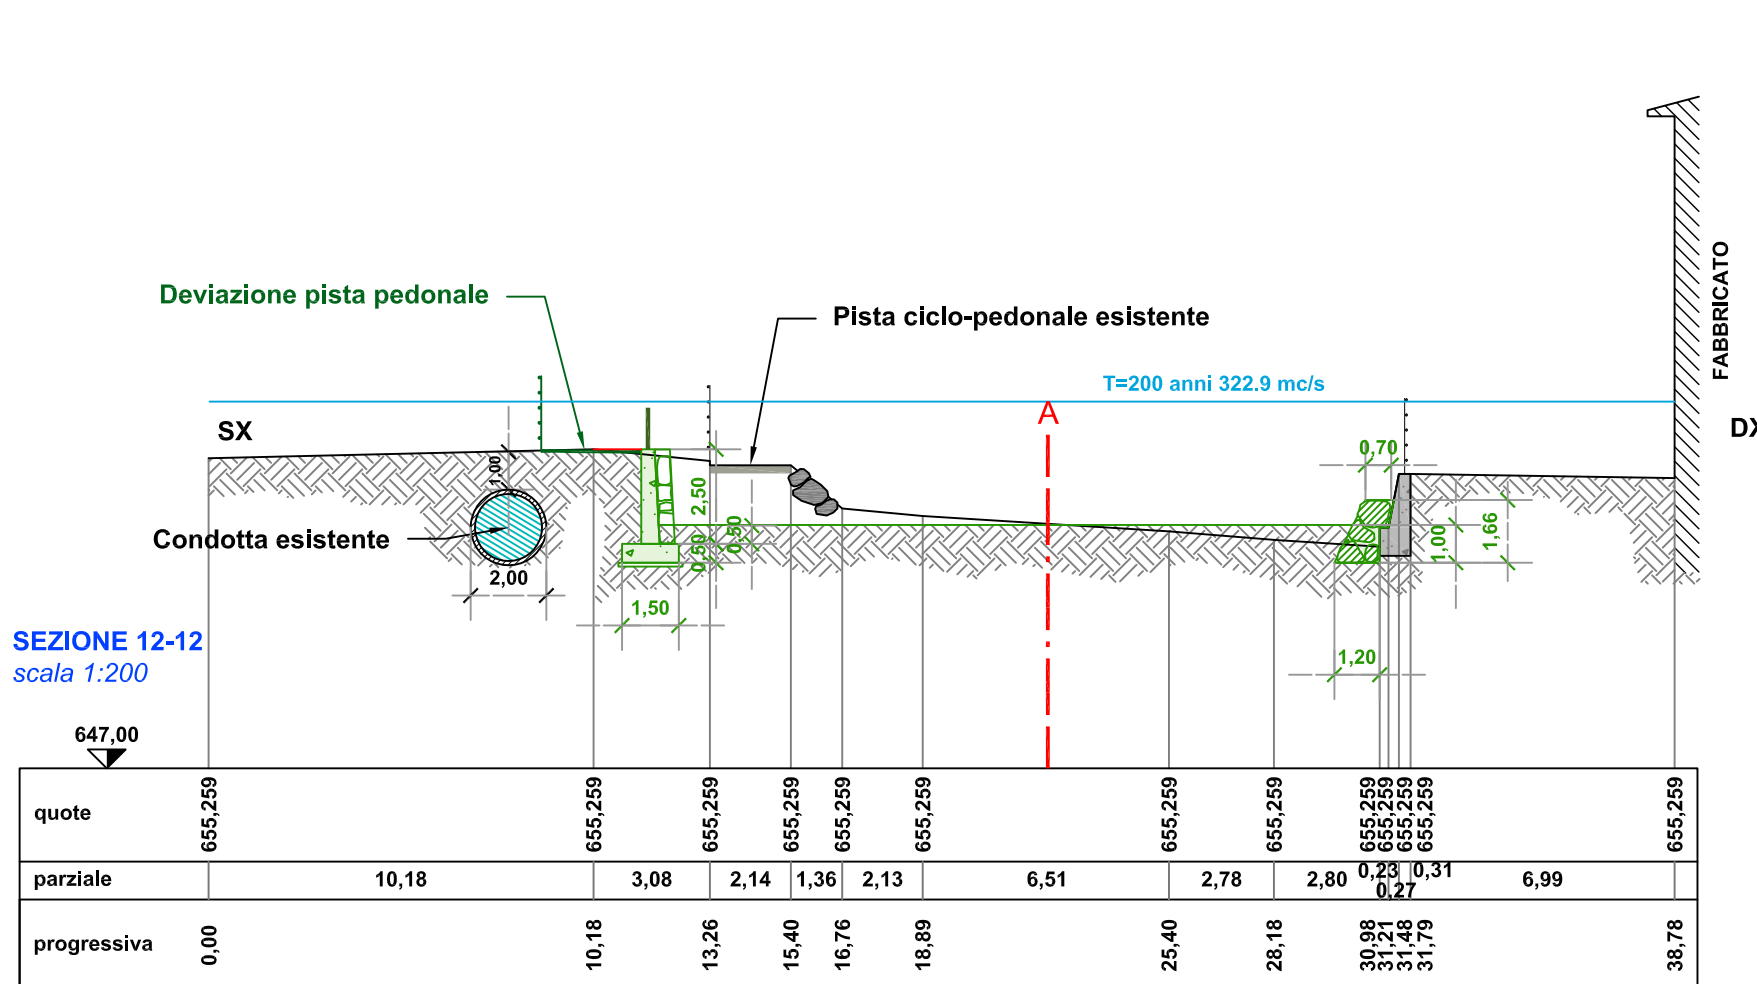 FABBRICATO
Deviazione pista pedonale
Pista ciclo-pedonale esistente
T=200 anni 322.9 mc/s
A
SX
DX
0,70
1,00
2,50
0,50
0,50
1,00
1,66
Condotta esistente
2,00
1,50
1,20
SEZIONE 12-12
scala 1:200
647,00
quote 655,259 655,259 655,259 655,259 655,259 655,259 655,259 655,259 655,259 655,259 655,259 655,259 655,259
parziale 10,18 3,08 2,14 1,36 2,13 6,51 2,78 2,80 0,23 0,27 0,31 6,99
progressiva 0,00 10,18 13,26 15,40 16,76 18,89 25,40 28,18 30,98 31,21 31,48 31,79 38,78